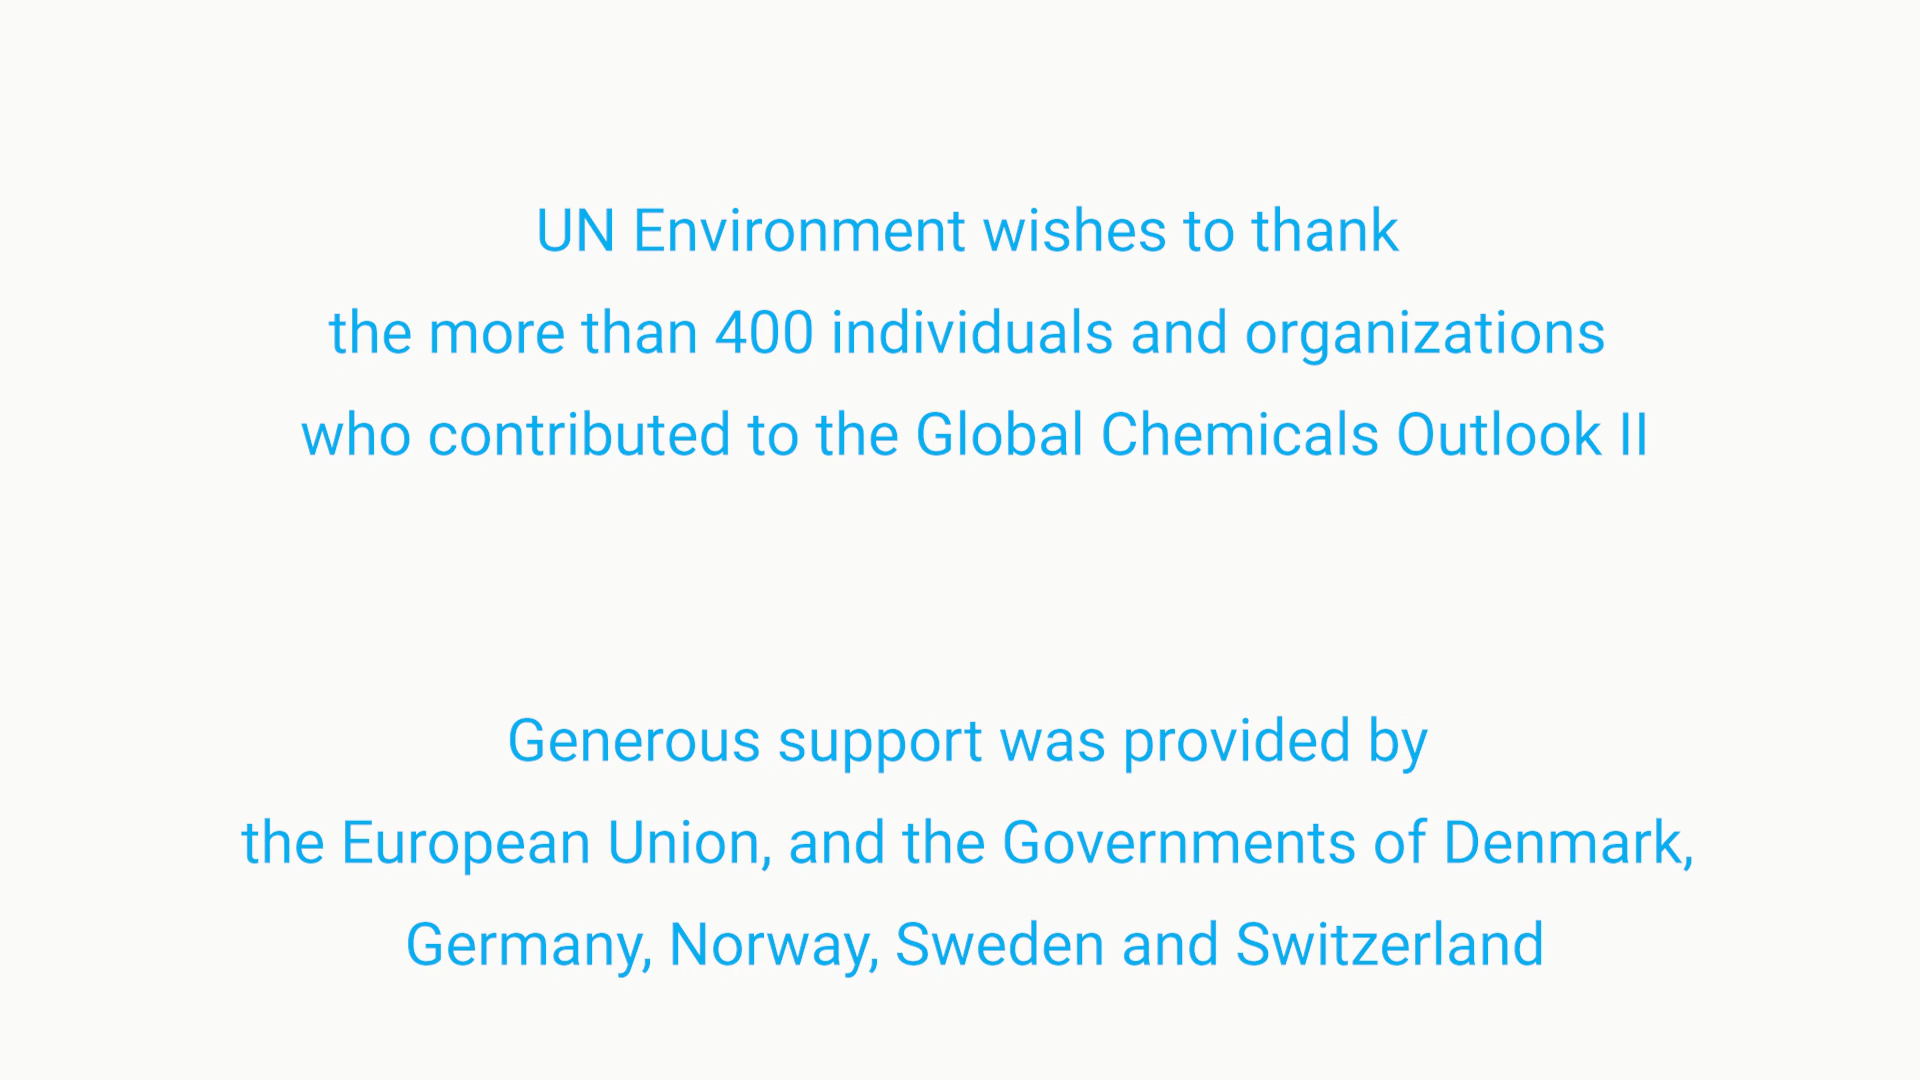 UN Environment wishes to thank
the more than 400 individuals and organizations
who contributed to the Global Chemicals Outlook II
Generous support was provided by
the European Union, and the Governments of Denmark,
Germany, Norway, Sweden and Switzerland